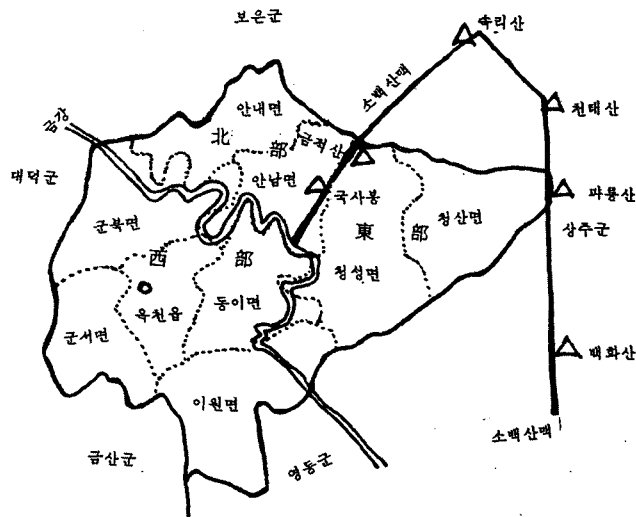 보은군
속리산
소백산맥
안내면
천태산
금강
北部
금적산
대덕군
안남면
국사봉
파룡산
군북면
청산면
상주군
西部
東部
청성면
동이면
옥천읍
군서면
백화산
이원면
소백산맥
금산군
영동군